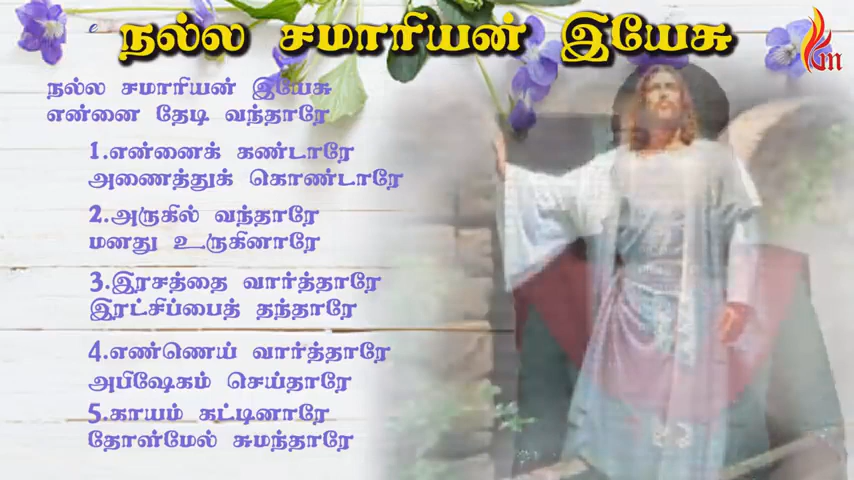 நல்ல சமாரியன் இயேசு
நல்ல சமாரியன் இயேசு
என்னை தேடி வந்தாரே
1.என்னைக் கண்டாரே
அணைத்துக் கொண்டாரே
2.அருகில் வந்தாரே
மனது உருகினாரே
3.இரசத்தை வார்த்தாரே
இரட்சிப்பைத் தந்தாரே
4.எண்ணெய் வார்த்தாரே
அபிஷேகம் செய்தாரே
5.காயம் கட்டினாரே
தோள்மேல் சுமந்தாரே